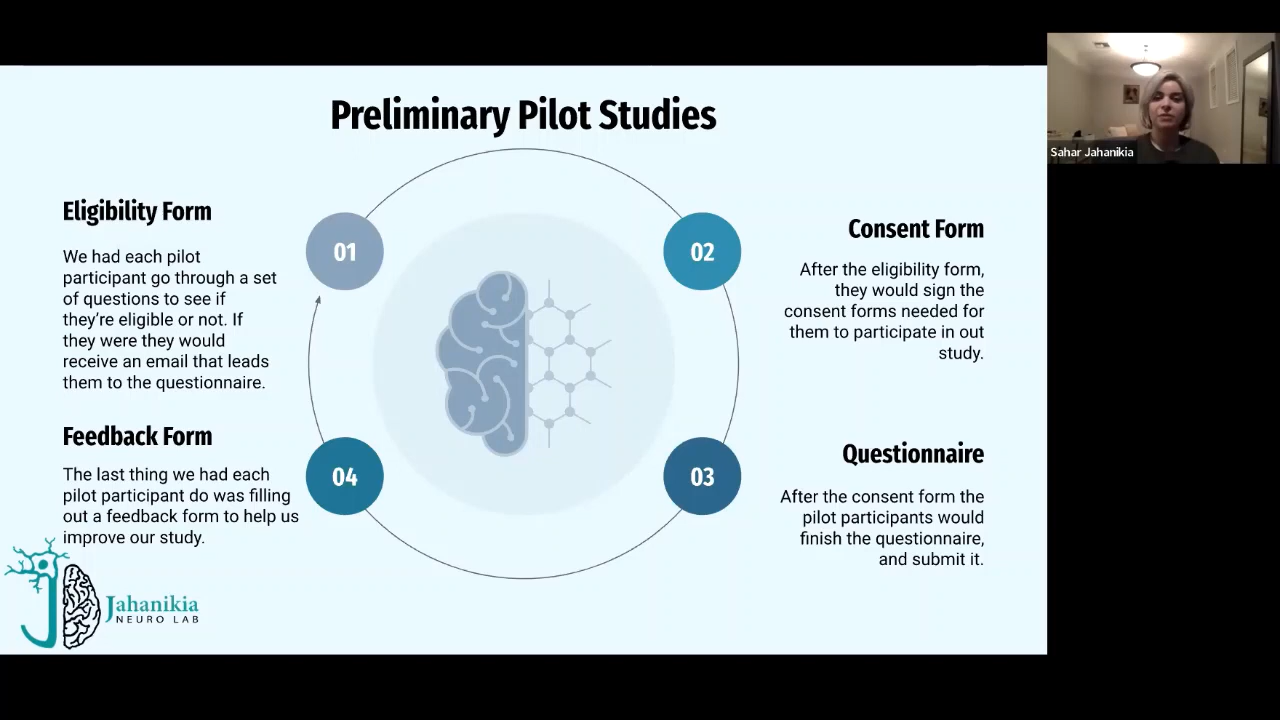 Preliminary Pilot Studies
Eligibility Form
We had each pilot
participant go through a set
of questions to see if
they're eligible or not. If
they were they would
receive an email that leads
them to the questionnaire.
01
02
Consent Form
After the eligibility form,
they would sign the
consent forms needed for
them to participate in out
study.
Feedback Form
The last thing we had each
pilot participant do was filling
out a feedback form to help us
improve our study.
04
03
Questionnaire
After the consent form the
pilot participants would
finish the questionnaire,
and submit it.
Jahanikia
NEURO LAB
Sahar Jahanikia